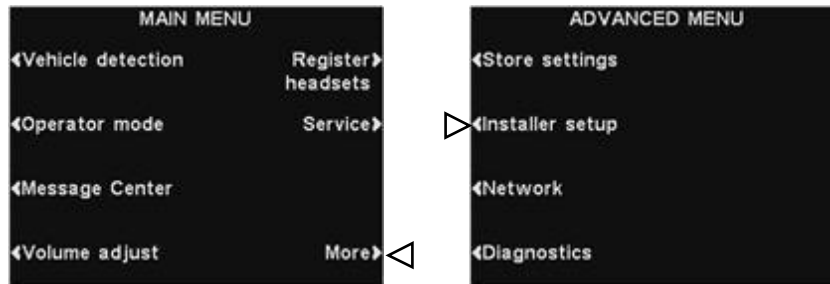 MAIN MENU
Vehicle detection
Register
headsets
Operator mode
Service
Message Center
Volume adjust
More
ADVANCED MENU
Store settings
Installer setup
Network
Diagnostics